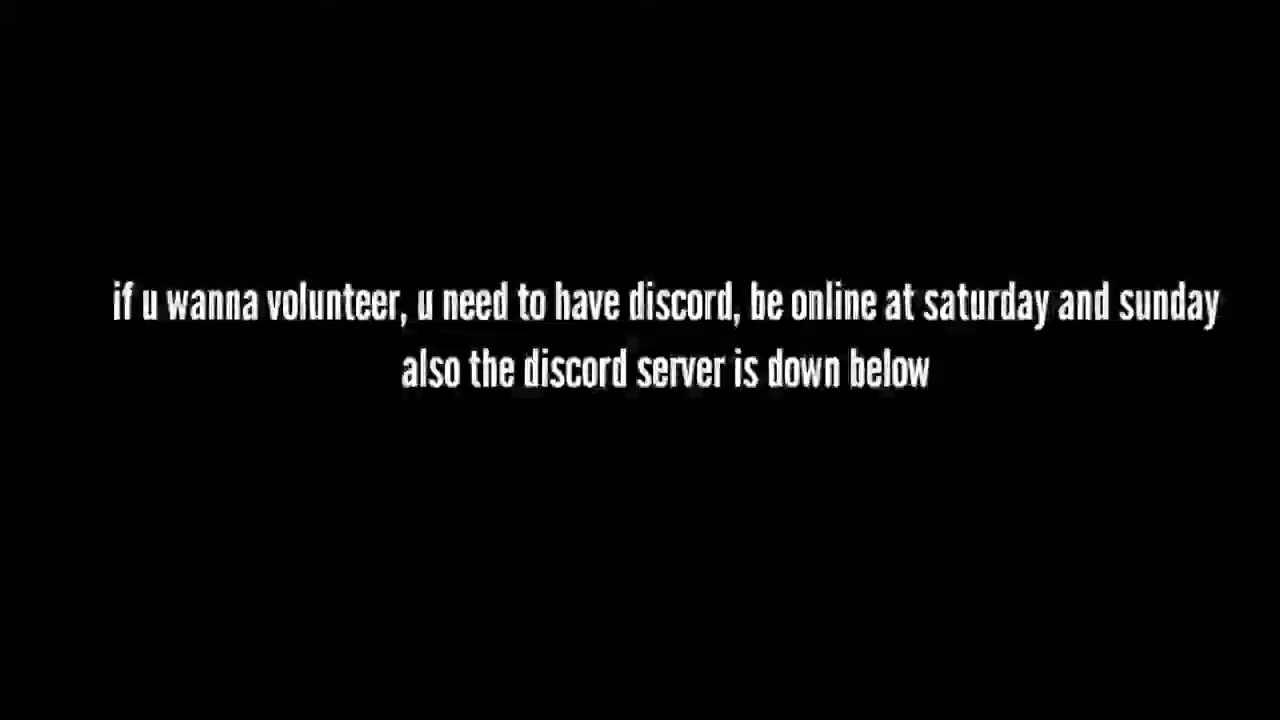 if u wanna volunteer, u need to have discord, be online at saturday and sunday
also the discord server is down below